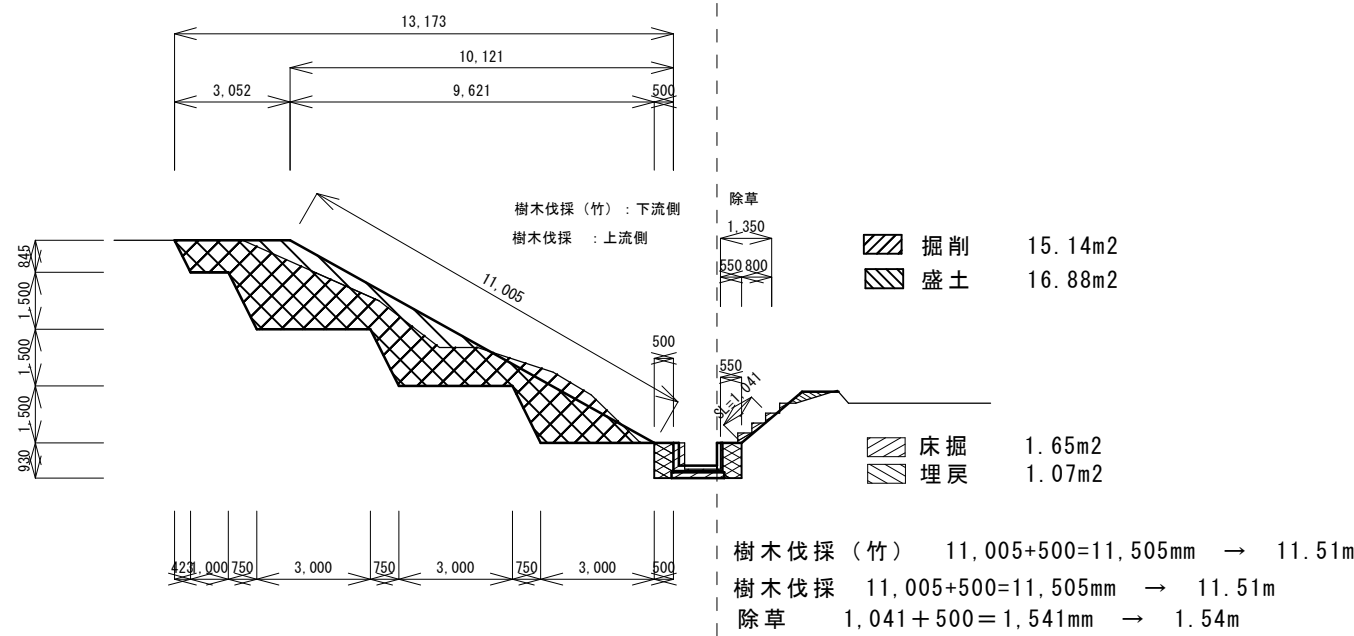 13,173
10,121
3,052 9,621 500
樹木伐採（竹）：下流側
樹木伐採 ：上流側
除草
1,350
550 800
掘削 15.14m2
盛土 16.88m2
845
1,500
1,500
1,500
930
11,005
500
550
SL=1,041
床掘 1.65m2
埋戻 1.07m2
423 1,000 750 3,000 750 3,000 750 3,000 500
樹木伐採（竹） 11,005+500=11,505mm → 11.51m
樹木伐採 11,005+500=11,505mm → 11.51m
除草 1,041＋500＝1,541mm → 1.54m